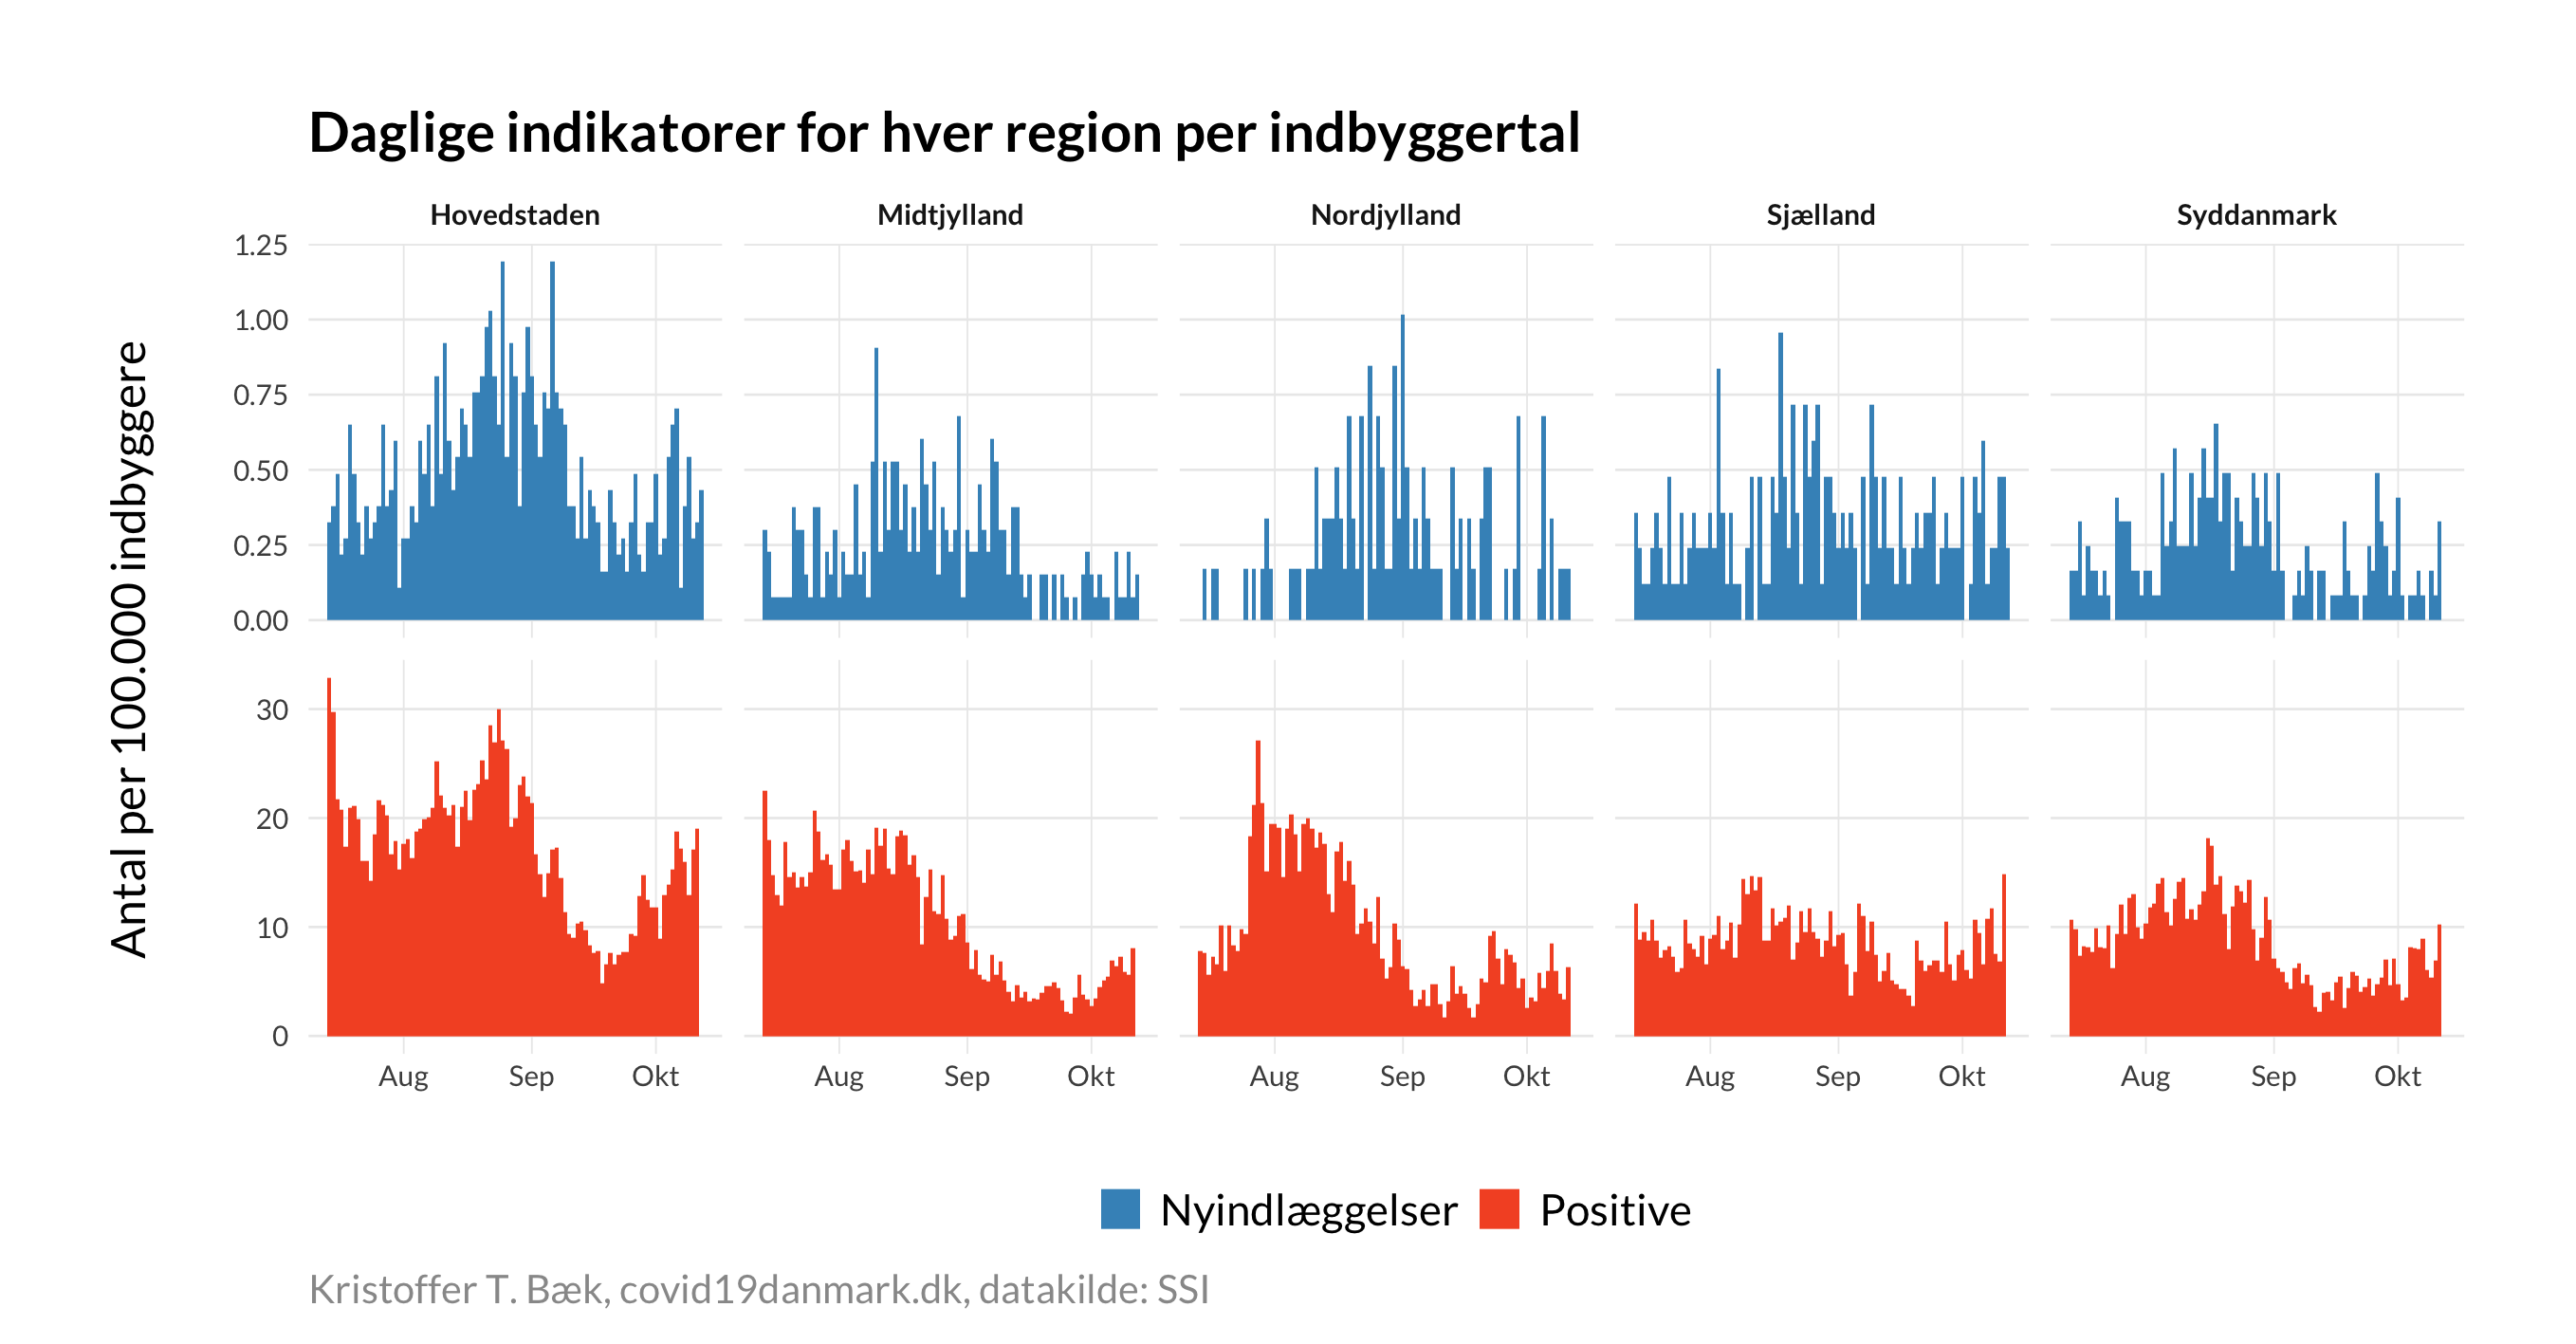 Daglige indikatorer for hver region per indbyggertal
Hovedstaden Midtjylland Nordjylland Sjælland Syddanmark
Antal per 100.000 indbyggere
1.25
1.00
0.75
0.50
0.25
0.00
30
20
10
0
Aug Sep Okt Aug Sep Okt Aug Sep Okt Aug Sep Okt Aug Sep Okt
Nyindlæggelser Positive
Kristoffer T. Bæk, covid19danmark.dk, datakilde: SSI